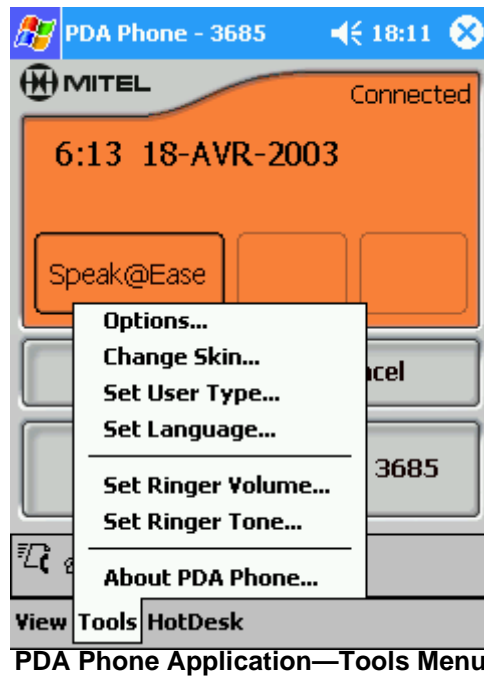 PDA Phone - 3685 18:11
MITEL
Connected
6:13 18-AVR-2003
Speak@Ease
Options...
Change Skin...
Set User Type...
Set Language...
Set Ringer Volume...
Set Ringer Tone...
About PDA Phone...
ncel
3685
View Tools HotDesk
PDA Phone Application—Tools Menu